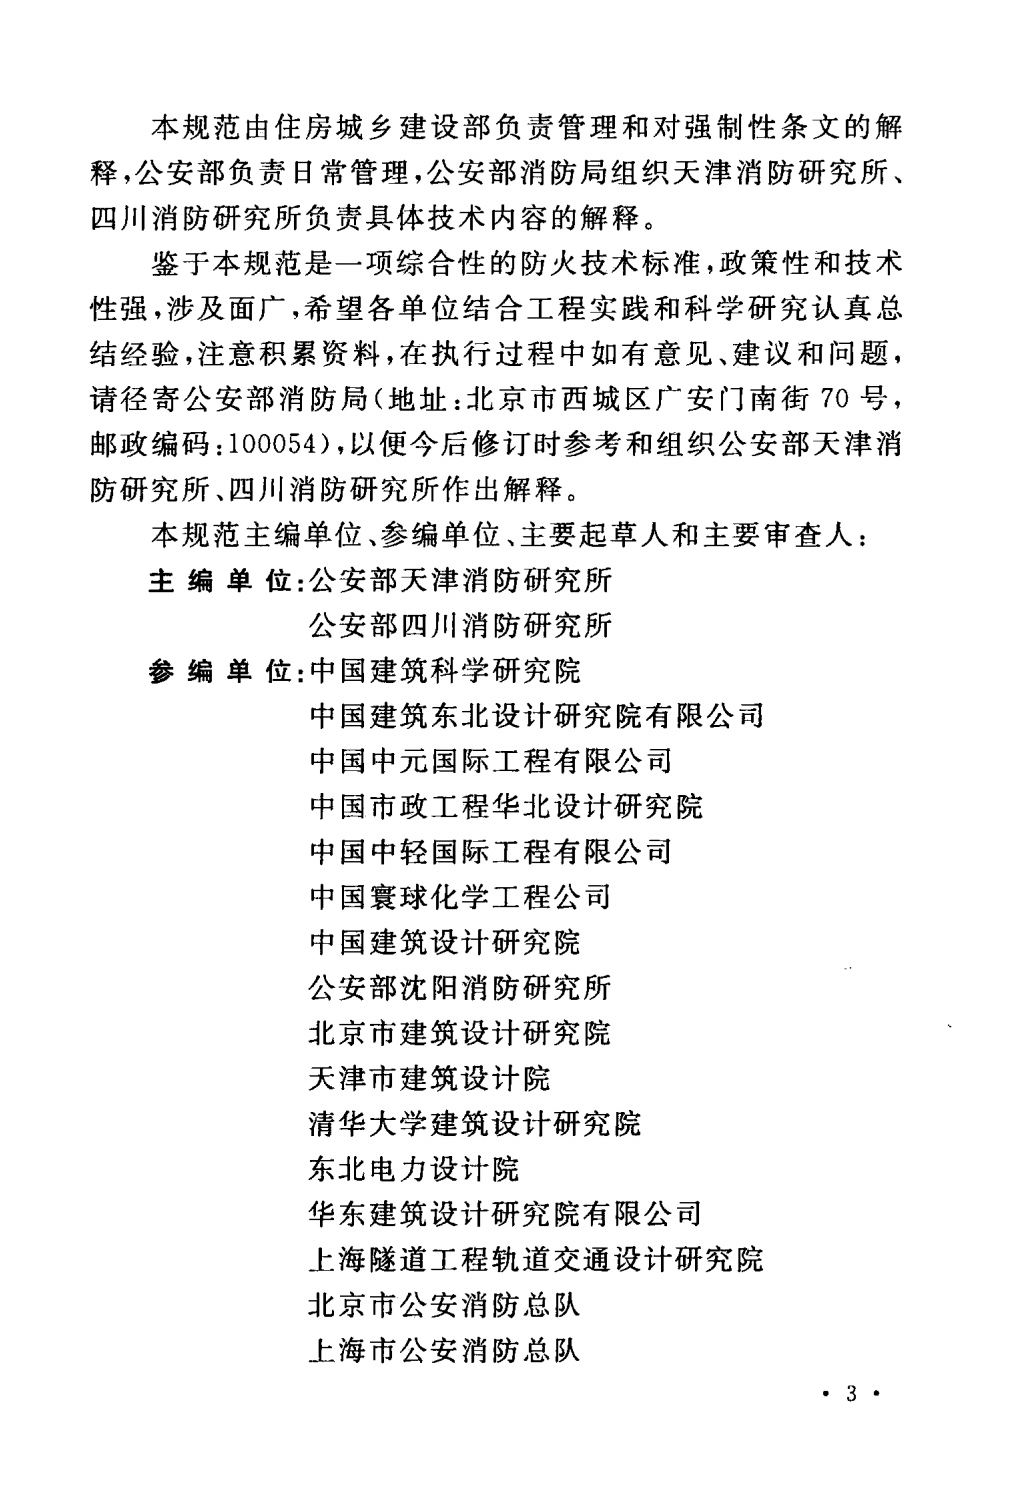 本规范由住房城乡建设部负责管理和对强制性条文的解
释,公安部负责日常管理,公安部消防局组织天津消防研究所、
四川消防研究所负责具体技术内容的解释。
鉴于本规范是一项综合性的防火技术标准,政策性和技术
性强,涉及面广,希望各单位结合工程实践和科学研究认真总
结经验,注意积累资料,在执行过程中如有意见、建议和问题,
请径寄公安部消防局(地址:北京市西城区广安门南街 70 号,
邮政编码:100054),以便今后修订时参考和组织公安部天津消
防研究所、四川消防研究所作出解释。
本规范主编单位、参编单位、主要起草人和主要审查人:
主 编 单 位:公安部天津消防研究所
公安部四川消防研究所
参 编 单 位:中国建筑科学研究院
中国建筑东北设计研究院有限公司
中国中元国际工程有限公司
中国市政工程华北设计研究院
中国中轻国际工程有限公司
中国寰球化学工程公司
中国建筑设计研究院
公安部沈阳消防研究所
北京市建筑设计研究院
天津市建筑设计院
清华大学建筑设计研究院
东北电力设计院
华东建筑设计研究院有限公司
上海隧道工程轨道交通设计研究院
北京市公安消防总队
上海市公安消防总队
· 3 ·